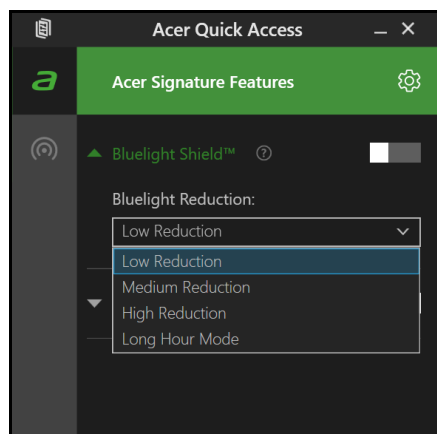 Acer Quick Access
a
Acer Signature Features
Bluelight Shield™
?
Bluelight Reduction:
Low Reduction
Low Reduction
Medium Reduction
High Reduction
Long Hour Mode